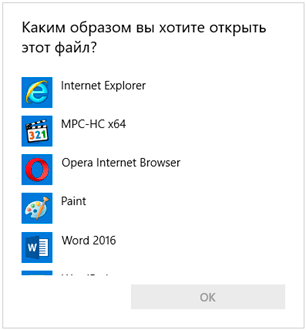 Каким образом вы хотите открыть
этот файл?
Internet Explorer
MPC-HC x64
Opera Internet Browser
Paint
Word 2016
OK